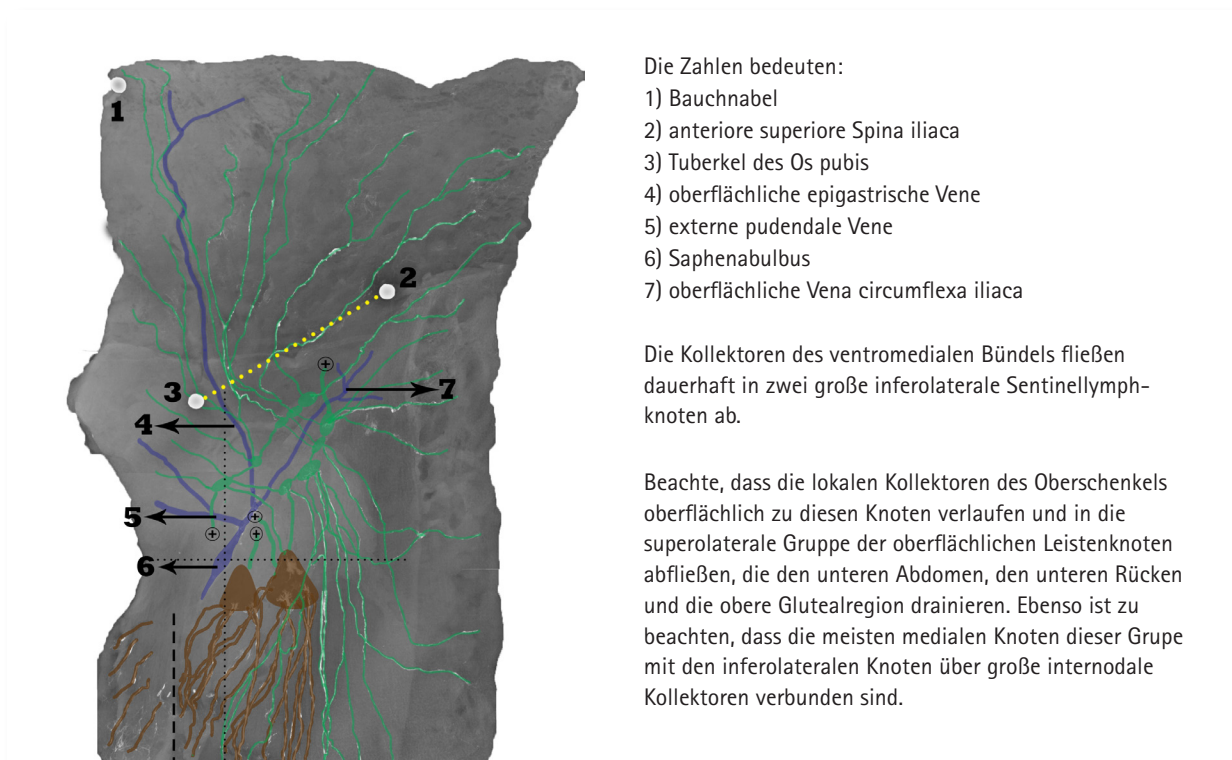 1
2
3
4
5
6
7
Die Zahlen bedeuten:
1) Bauchnabel
2) anteriore superiore Spina iliaca
3) Tuberkel des Os pubis
4) oberflächliche epigastrische Vene
5) externe pudendale Vene
6) Saphenabulbus
7) oberflächliche Vena circumflexa iliaca
Die Kollektoren des ventromedialen Bündels fließen
dauerhaft in zwei große inferolaterale Sentinellymph-
knoten ab.
Beachte, dass die lokalen Kollektoren des Oberschenkels
oberflächlich zu diesen Knoten verlaufen und in die
superolaterale Gruppe der oberflächlichen Leistenknoten
abfließen, die den unteren Abdomen, den unteren Rücken
und die obere Glutealregion drainieren. Ebenso ist zu
beachten, dass die meisten medialen Knoten dieser Grupe
mit den inferolateralen Knoten über große internodale
Kollektoren verbunden sind.